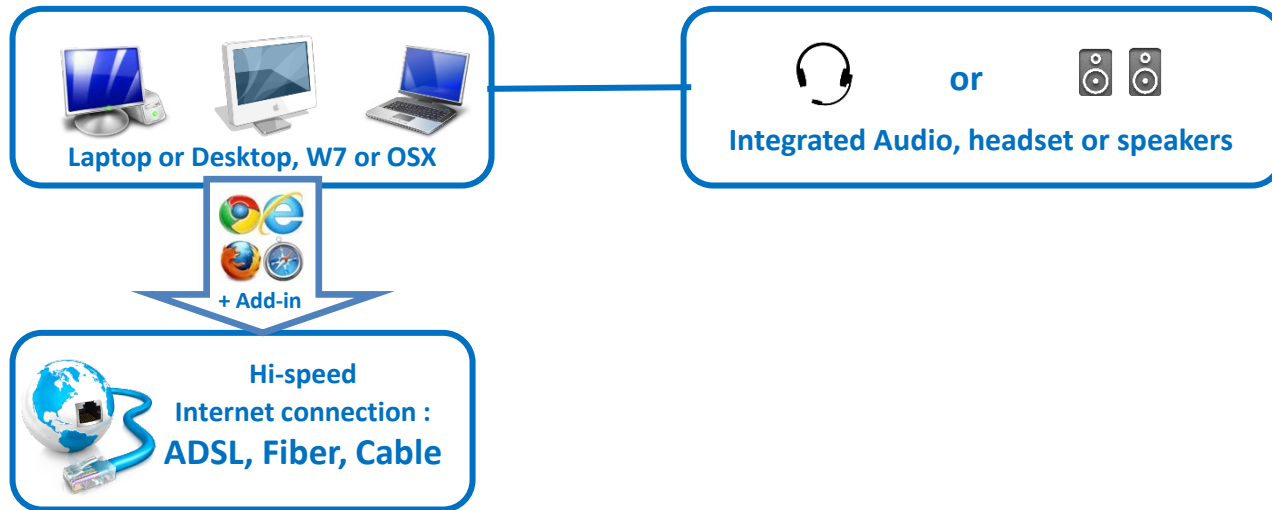 Laptop or Desktop, W7 or OSX
or
Integrated Audio, headset or speakers
+ Add-in
Hi-speed
Internet connection :
ADSL, Fiber, Cable